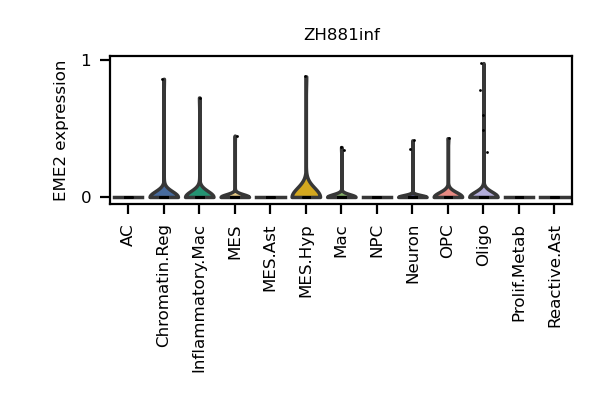 ZH881inf
EME2 expression
1
0
AC
Chromatin.Reg
Inflammatory.Mac
MES
MES.Ast
MES.Hyp
Mac
NPC
Neuron
OPC
Oligo
Prolif.Metab
Reactive.Ast